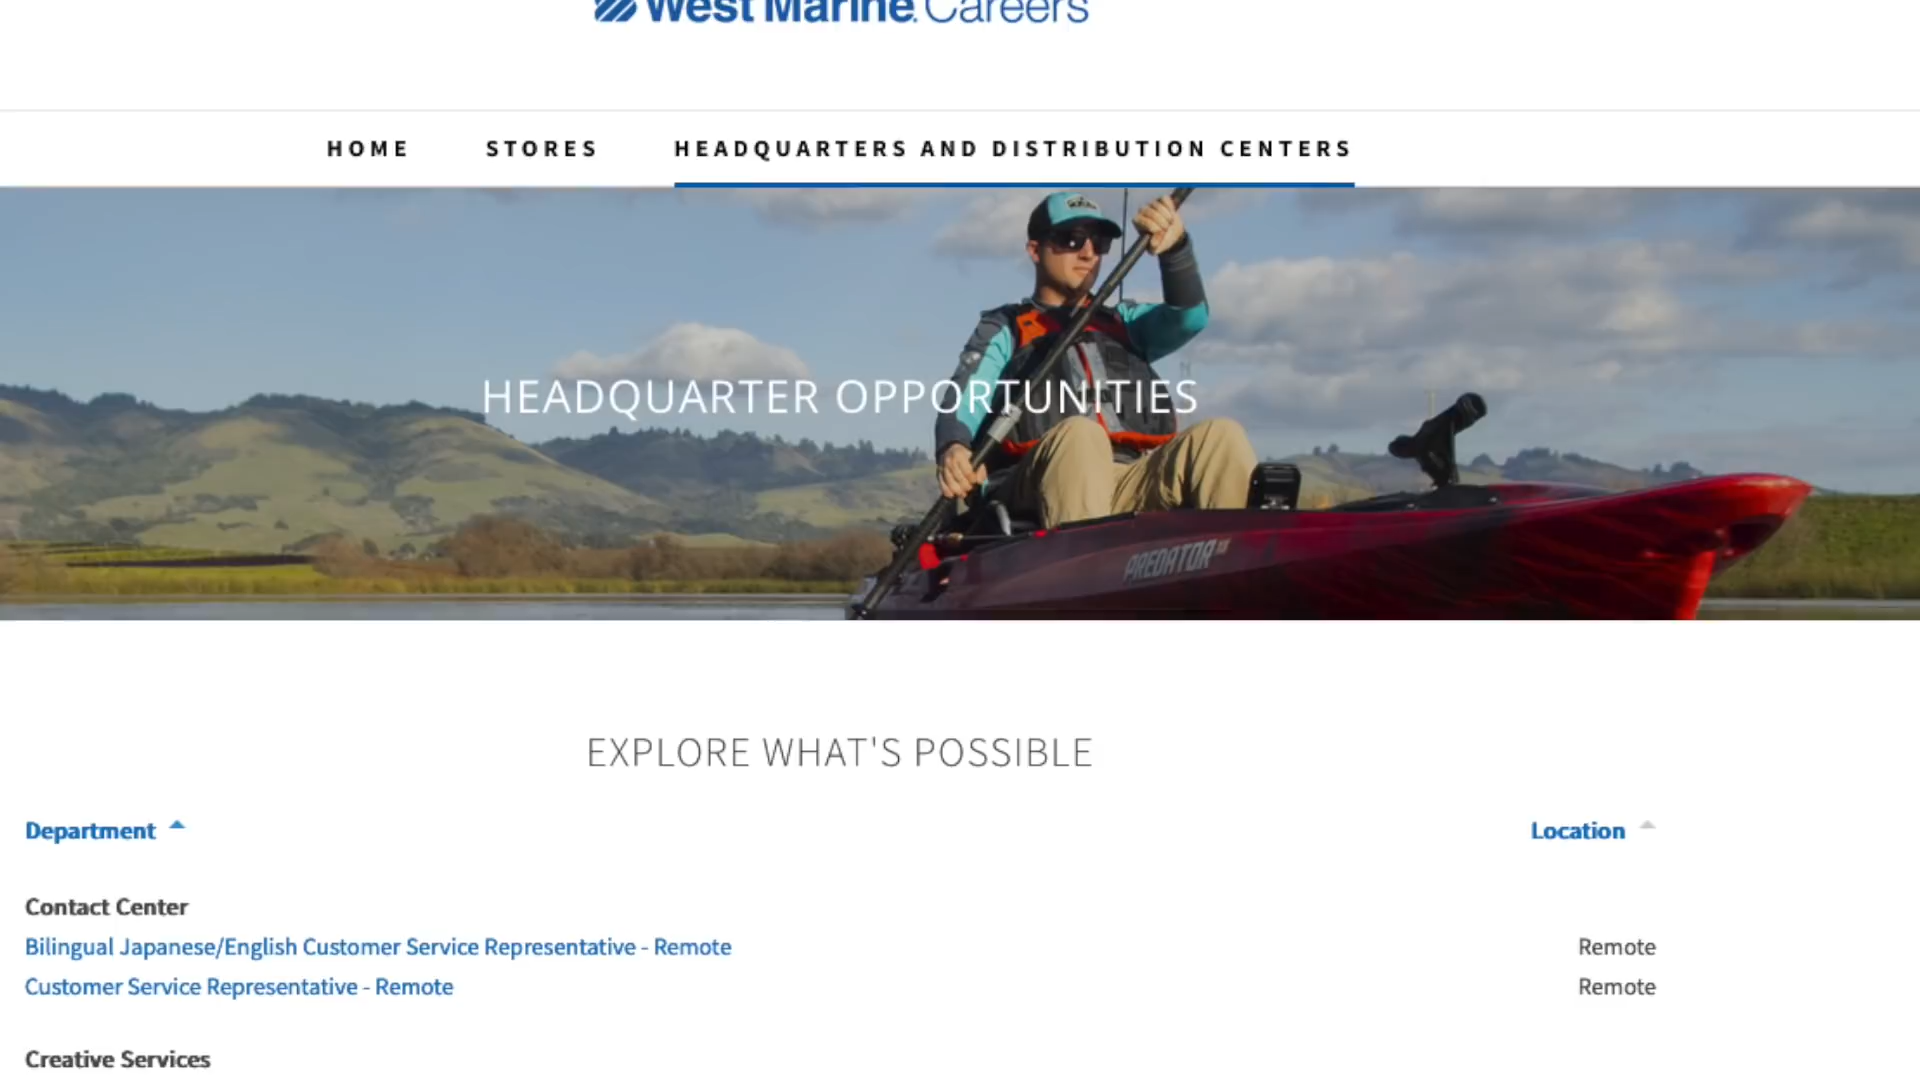 West Marine Careers
HOME STORES HEADQUARTERS AND DISTRIBUTION CENTERS
HEADQUARTER OPPORTUNITIES
PREDATOR
EXPLORE WHAT'S POSSIBLE
Department Location
Contact Center
Bilingual Japanese/English Customer Service Representative - Remote Remote
Customer Service Representative - Remote Remote
Creative Services